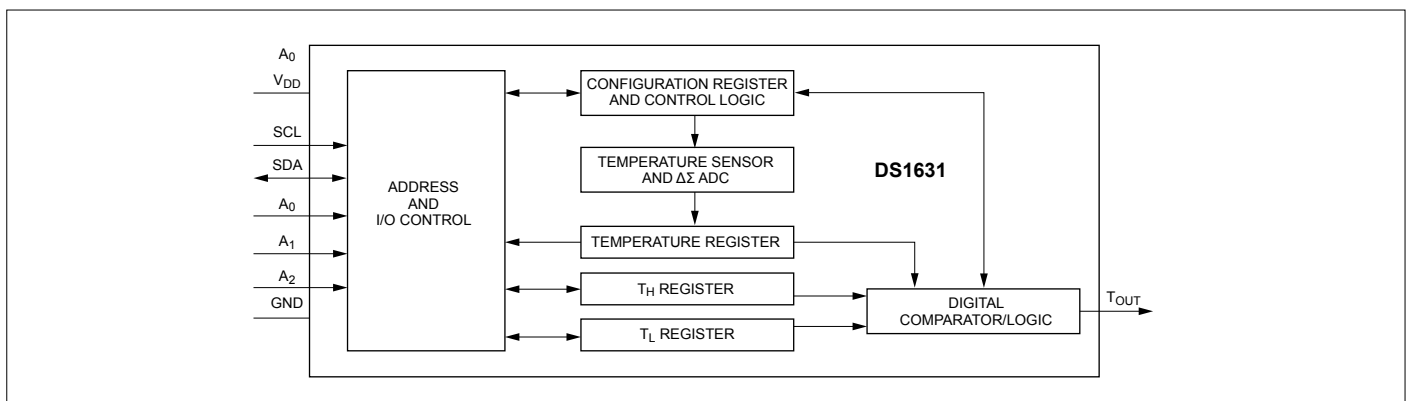 A0
VDD
SCL
SDA
A0
A1
A2
GND
ADDRESS
AND
I/O CONTROL
CONFIGURATION REGISTER
AND CONTROL LOGIC
TEMPERATURE SENSOR
AND ΔΣ ADC
TEMPERATURE REGISTER
TH REGISTER
TL REGISTER
DS1631
DIGITAL
COMPARATOR/LOGIC
TOUT